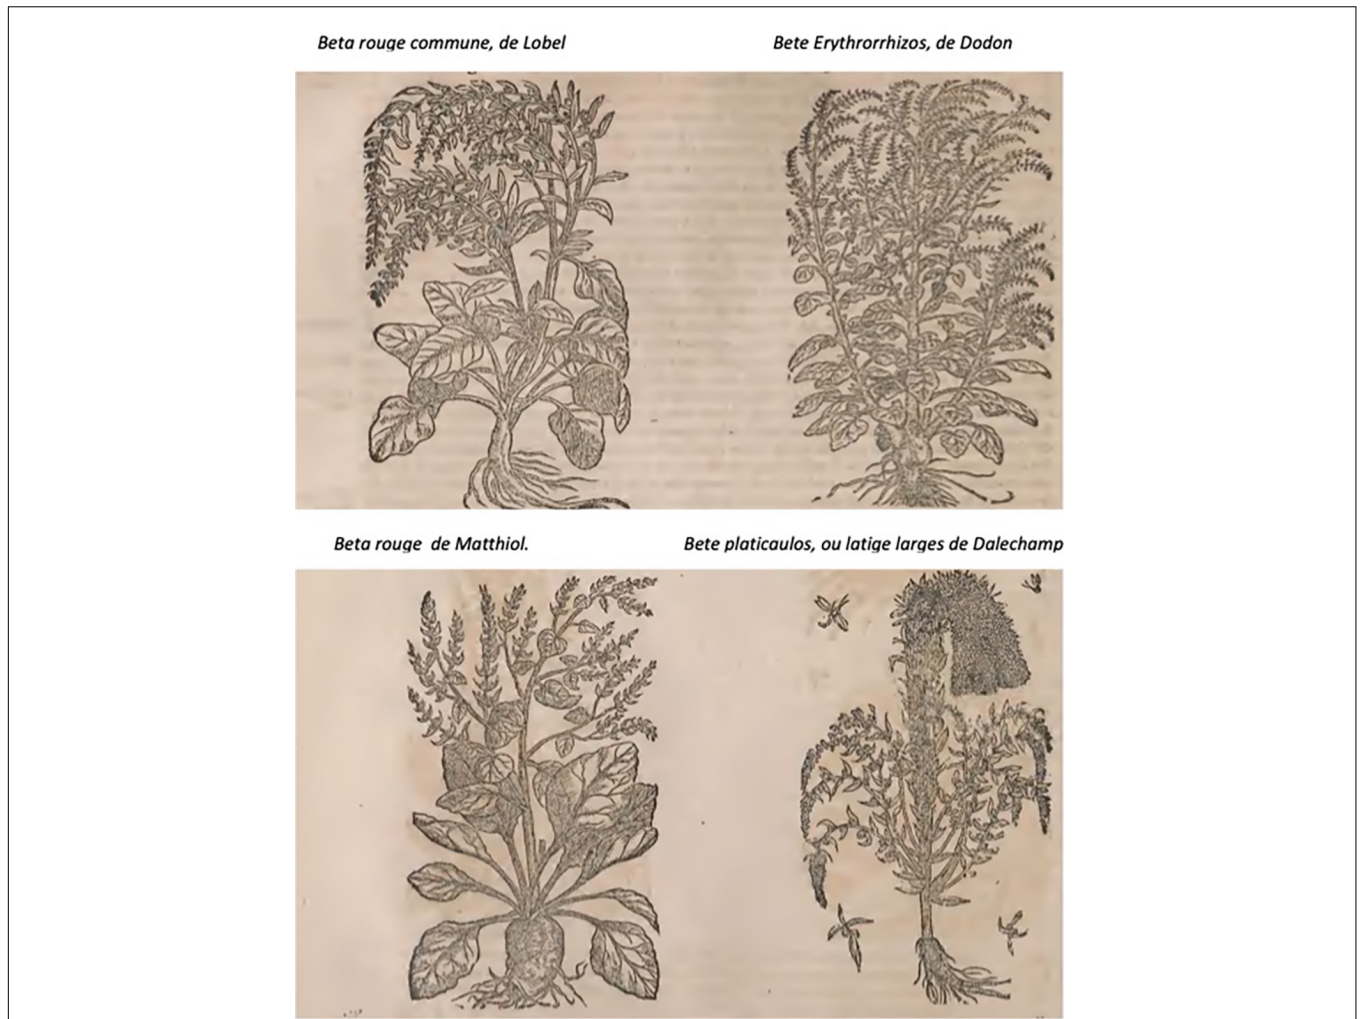 Beta rouge commune, de Lobel
Bete Erythrorrhizos, de Dodon
Beta rouge de Matthiol.
Bete platicaulos, ou latige larges de Dalechamp